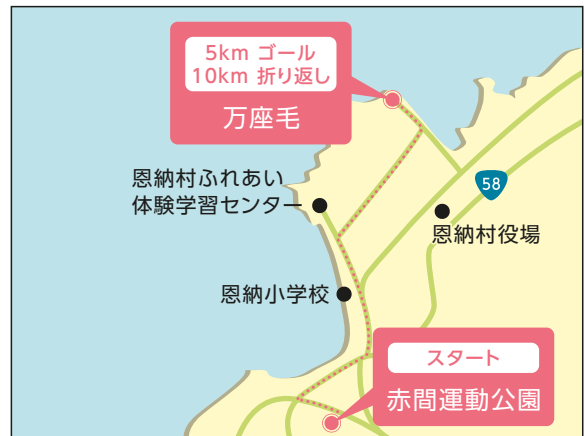 5km ゴール
10km 折り返し
万座毛
恩納村ふれあい
体験学習センター
58
恩納村役場
恩納小学校
スタート
赤間運動公園